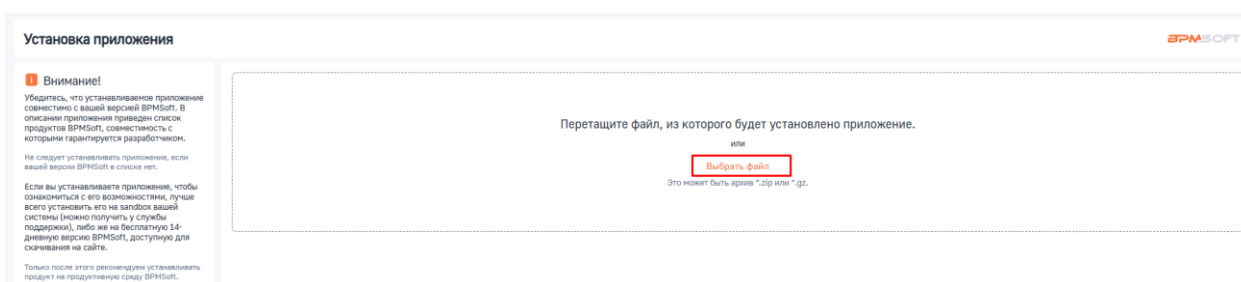 Установка приложения
BPMSOFT
Внимание!
Убедитесь, что устанавливаемое приложение
совместимо с вашей версией BPMSoft. В
описании приложения приведен список
продуктов BPMSoft, совместимость с
которыми гарантируется разработчиком.
Не следует устанавливать приложение, если
вашей версии BPMSoft в списке нет.
Если вы устанавливаете приложение, чтобы
ознакомиться с его возможностями, лучше
всего установить его на sandbox вашей
системы (можно получить у службы
поддержки), либо же на бесплатную 14-
дневную версию BPMSoft, доступную для
скачивания на сайте.
Только после этого рекомендуем устанавливать
продукт на продуктивную среду BPMSoft.
Перетащите файл, из которого будет установлено приложение.
или
Выбрать файл
Это может быть архив *.zip или *.gz.